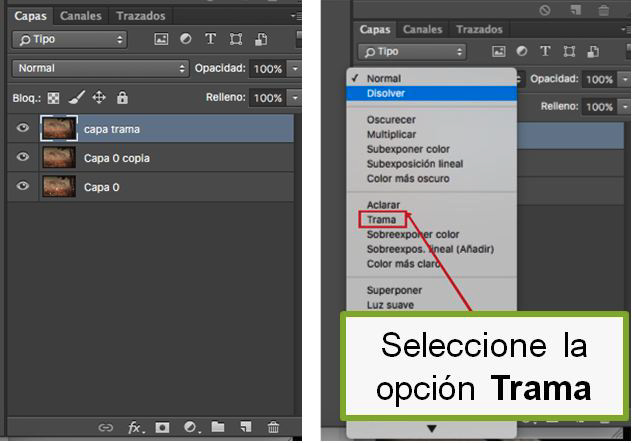 Capas Canales Trazados
Tipo
Normal Opacidad: 100%
Bloq.: Relleno: 100%
capa trama
Capa 0 copia
Capa 0
fx
Capas Canales Trazados
Tipo
Normal
Disolver
Opacidad: 100%
Relleno: 100%
Oscurecer
Multiplicar
Subexponer color
Subexposición lineal
Color más oscuro
Aclarar
Trama
Sobreexponer color
Sobreexpos. lineal (Añadir)
Color más claro
Superponer
Luz suave
Seleccione la
opción Trama